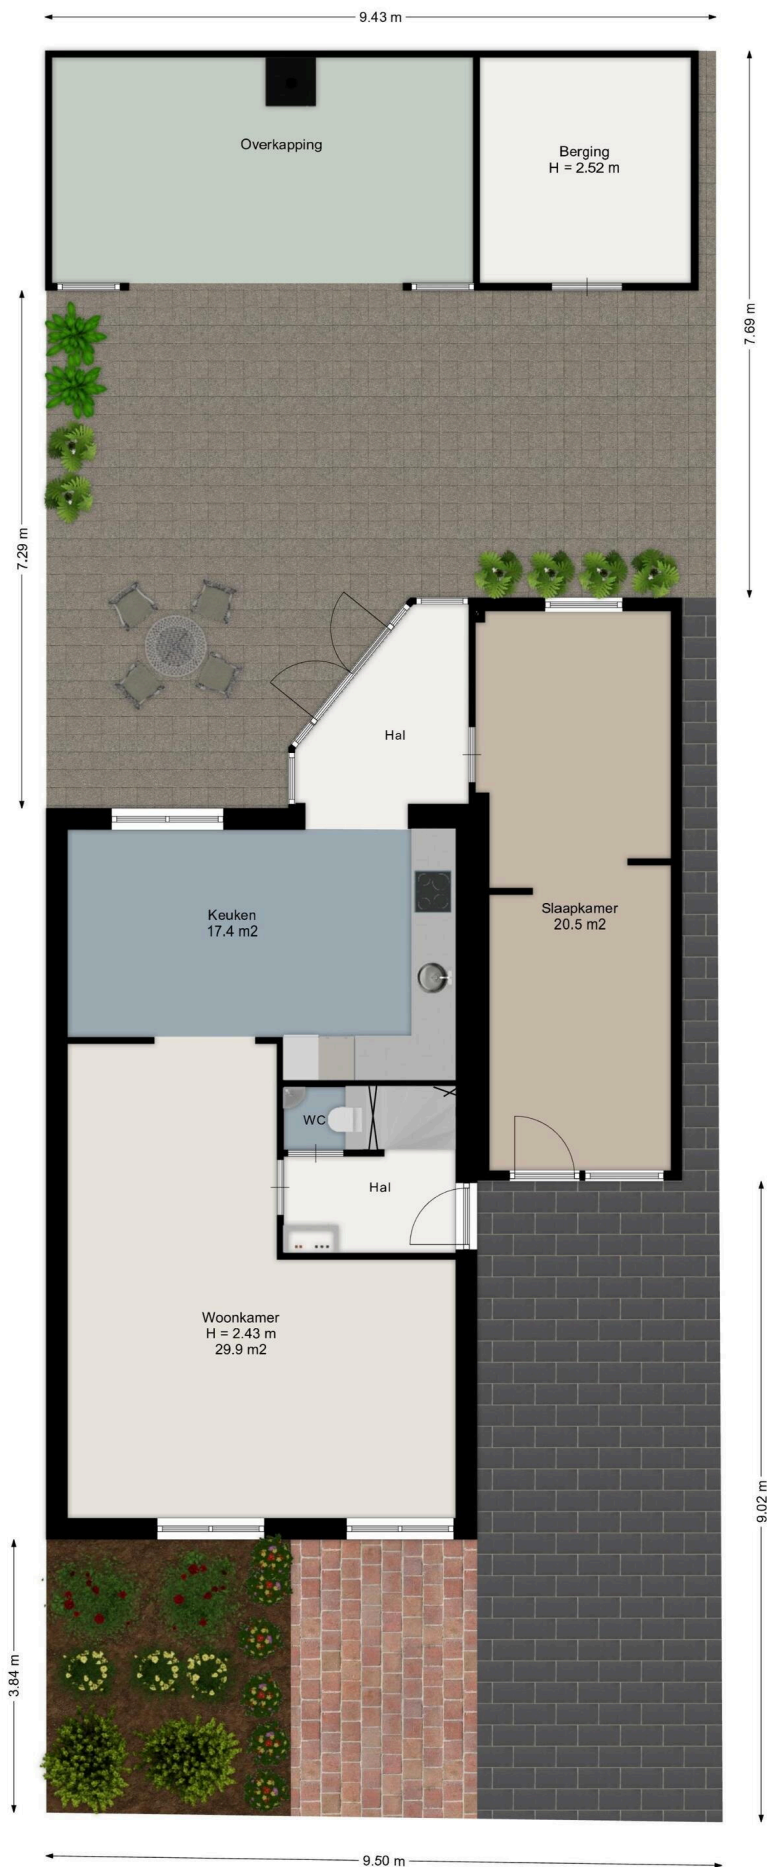 9.43 m
Overkapping
Berging
H = 2.52 m
7.69 m
7.29 m
Hal
Keuken
17.4 m2
Slaapkamer
20.5 m2
WC
Hal
Woonkamer
H = 2.43 m
29.9 m2
9.02 m
3.84 m
9.50 m